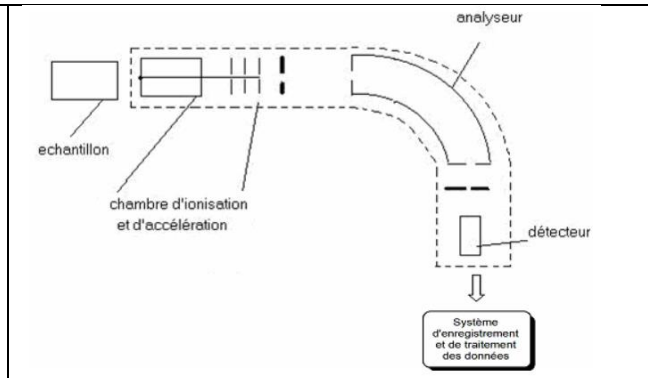 analyseur
echantillon
chambre d'ionisation
et d'accélération
détecteur
Système
d'enregistrement
et de traitement
des données